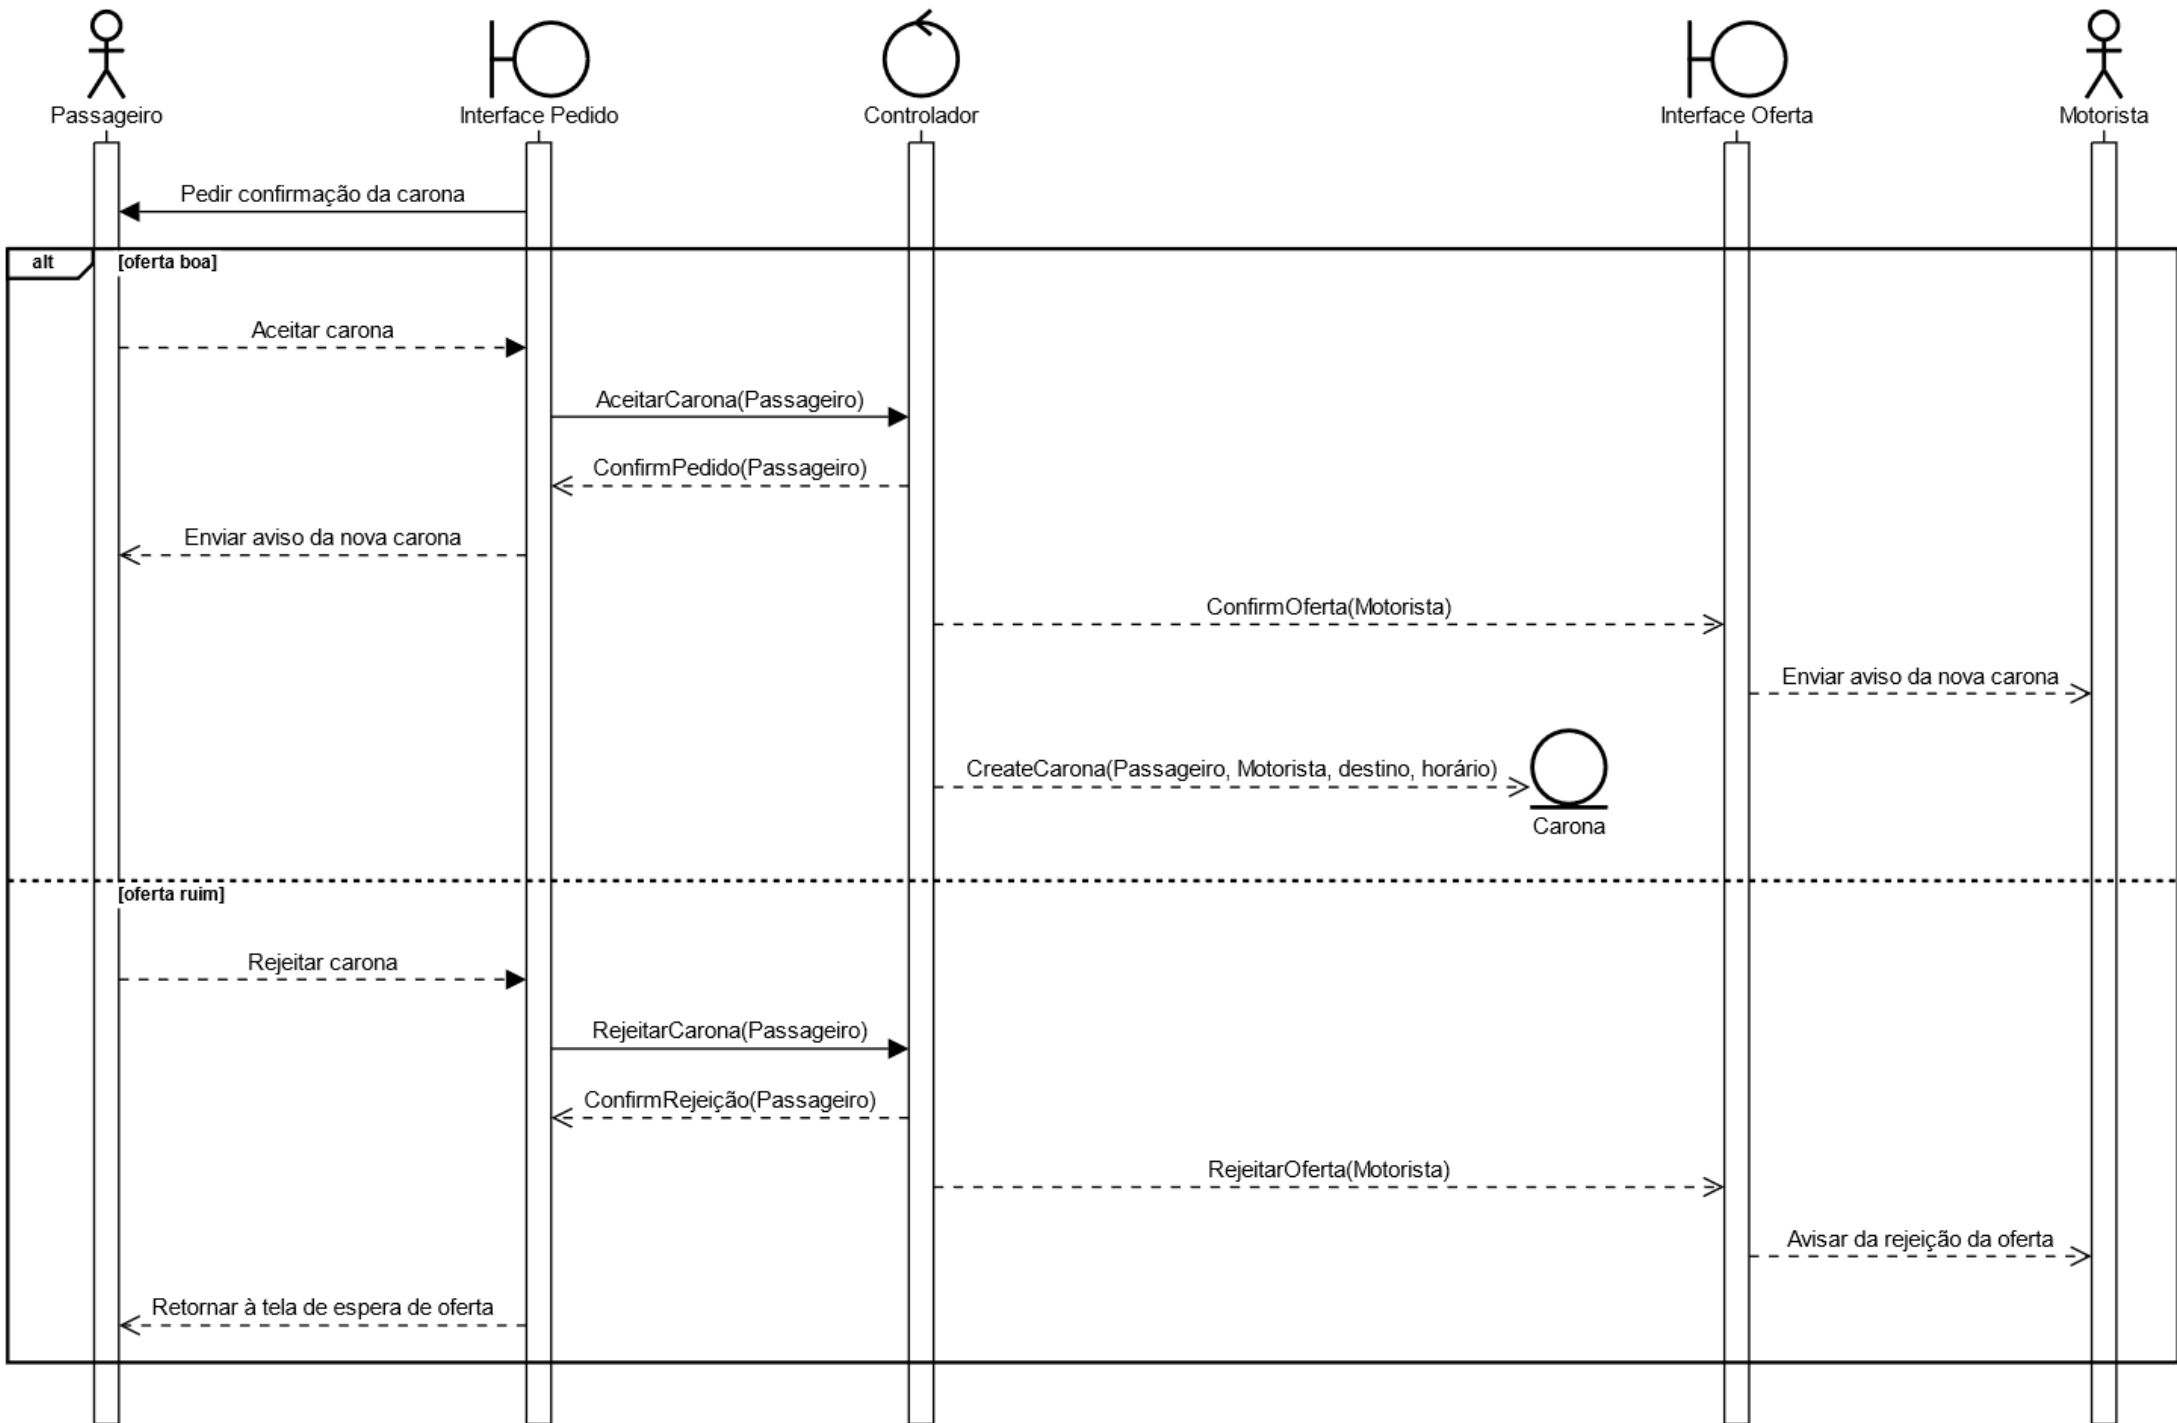 Passageiro
Interface Pedido
Controlador
Interface Oferta
Motorista
Pedir confirmação da carona
alt
[oferta boa]
Aceitar carona
AceitarCarona(Passageiro)
ConfirmPedido(Passageiro)
Enviar aviso da nova carona
ConfirmOferta(Motorista)
Enviar aviso da nova carona
CreateCarona(Passageiro, Motorista, destino, horário)
Carona
[oferta ruim]
Rejeitar carona
RejeitarCarona(Passageiro)
ConfirmRejeição(Passageiro)
RejeitarOferta(Motorista)
Avisar da rejeição da oferta
Retornar à tela de espera de oferta